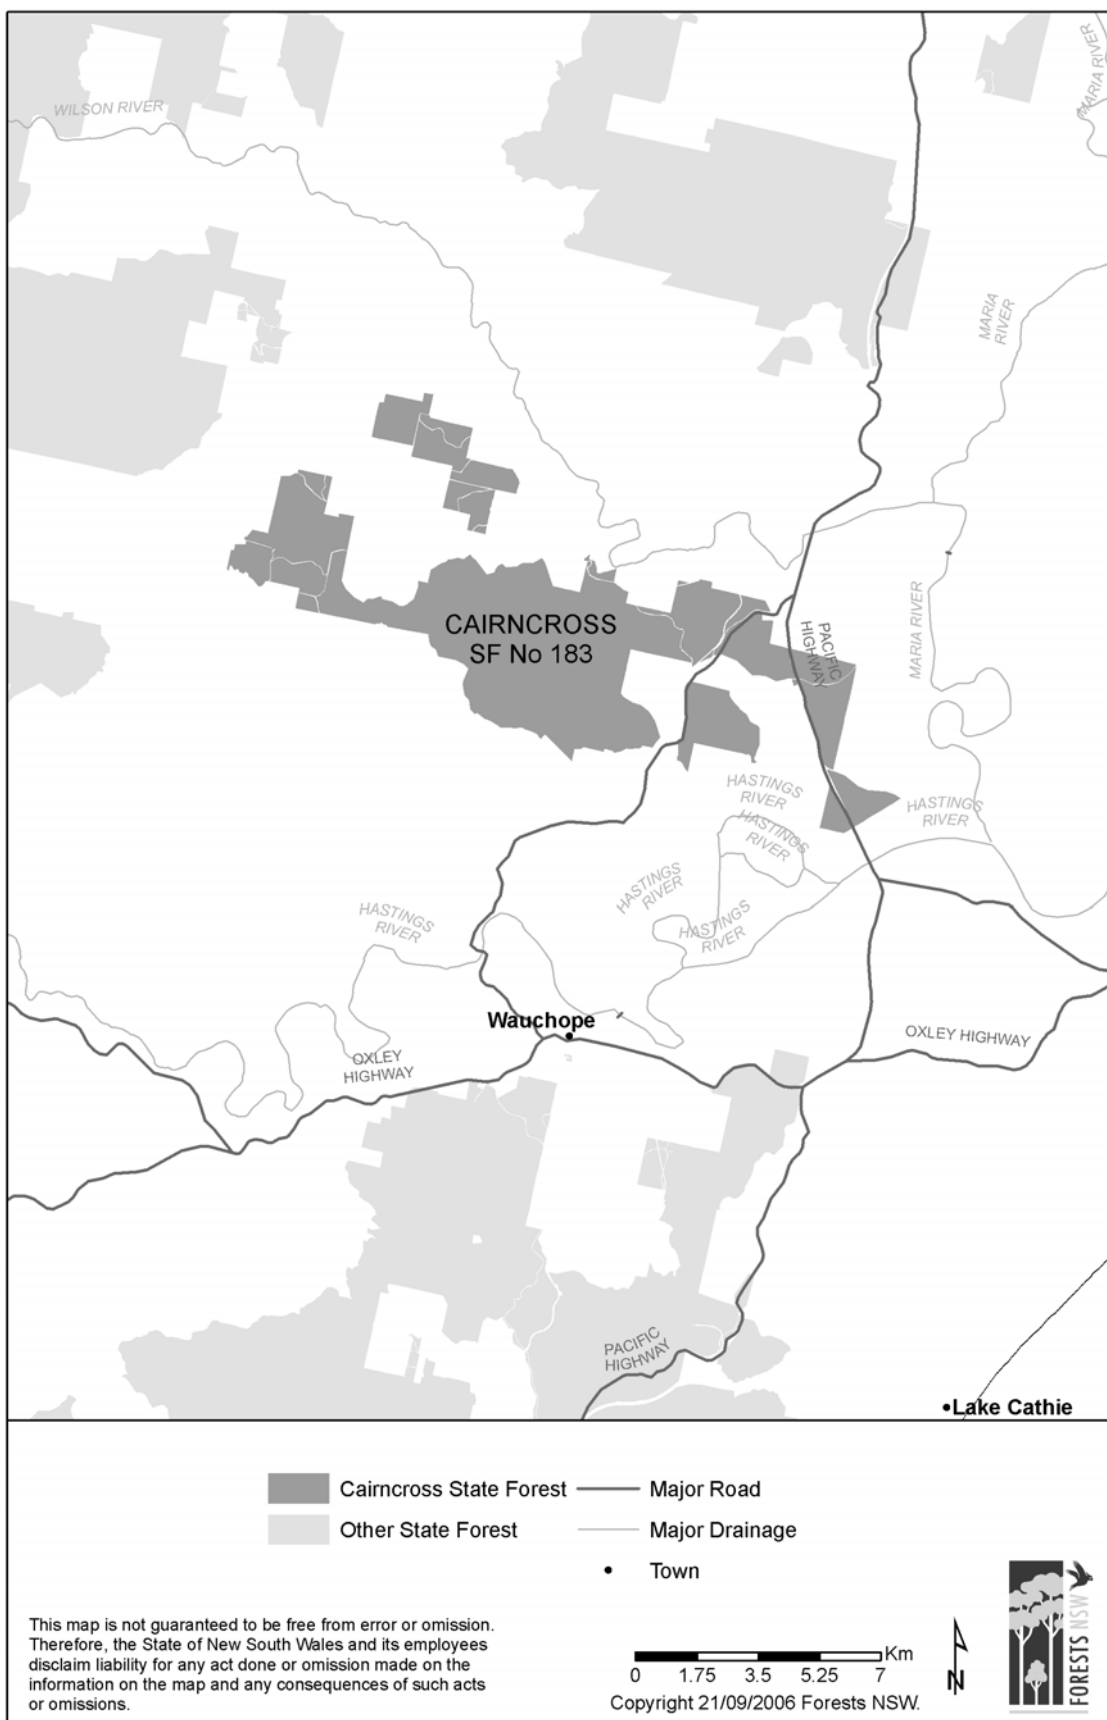 WILSON RIVER
MARIA RIVER
MARIA
RIVER
CAIRNCROSS
SF No 183
PACIFIC
HIGHWAY
MARIA RIVER
HASTINGS
RIVER
HASTINGS
RIVER
HASTINGS
RIVER
HASTINGS
RIVER
HASTINGS
RIVER
HASTINGS
RIVER
Wauchope
OXLEY HIGHWAY
OXLEY
HIGHWAY
PACIFIC
HIGHWAY
Lake Cathie
Cairncross State Forest
Major Road
Other State Forest
Major Drainage
Town
This map is not guaranteed to be free from error or omission.
Therefore, the State of New South Wales and its employees
disclaim liability for any act done or omission made on the
information on the map and any consequences of such acts
or omissions.
Km
0 1.75 3.5 5.25 7
Copyright 21/09/2006 Forests NSW.
N
FORESTS NSW